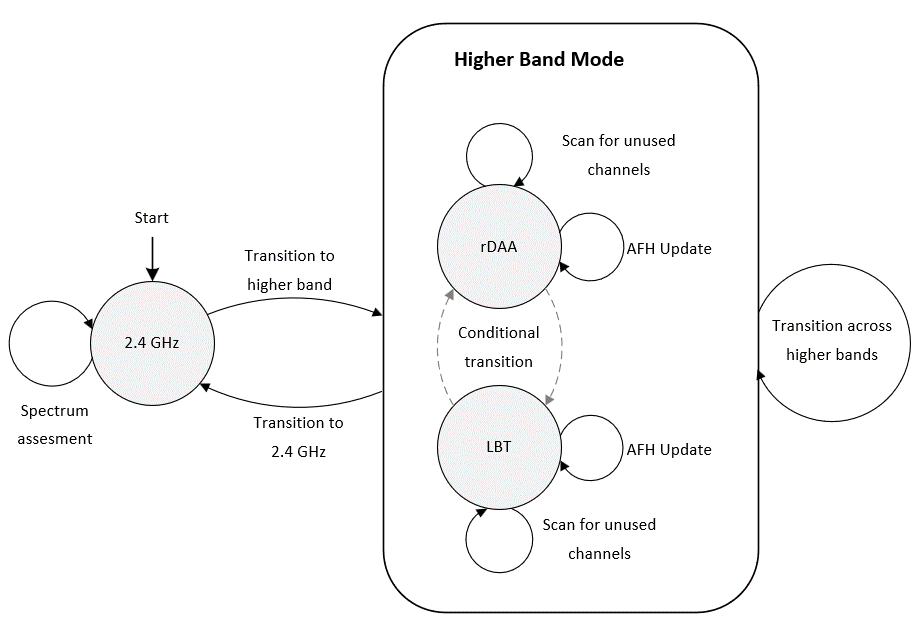 Higher Band Mode
Scan for unused
channels
rDAA
AFH Update
Start
Transition to
higher band
2.4 GHz
Conditional
transition
Transition across
higher bands
Spectrum
assesment
Transition to
2.4 GHz
LBT
AFH Update
Scan for unused
channels